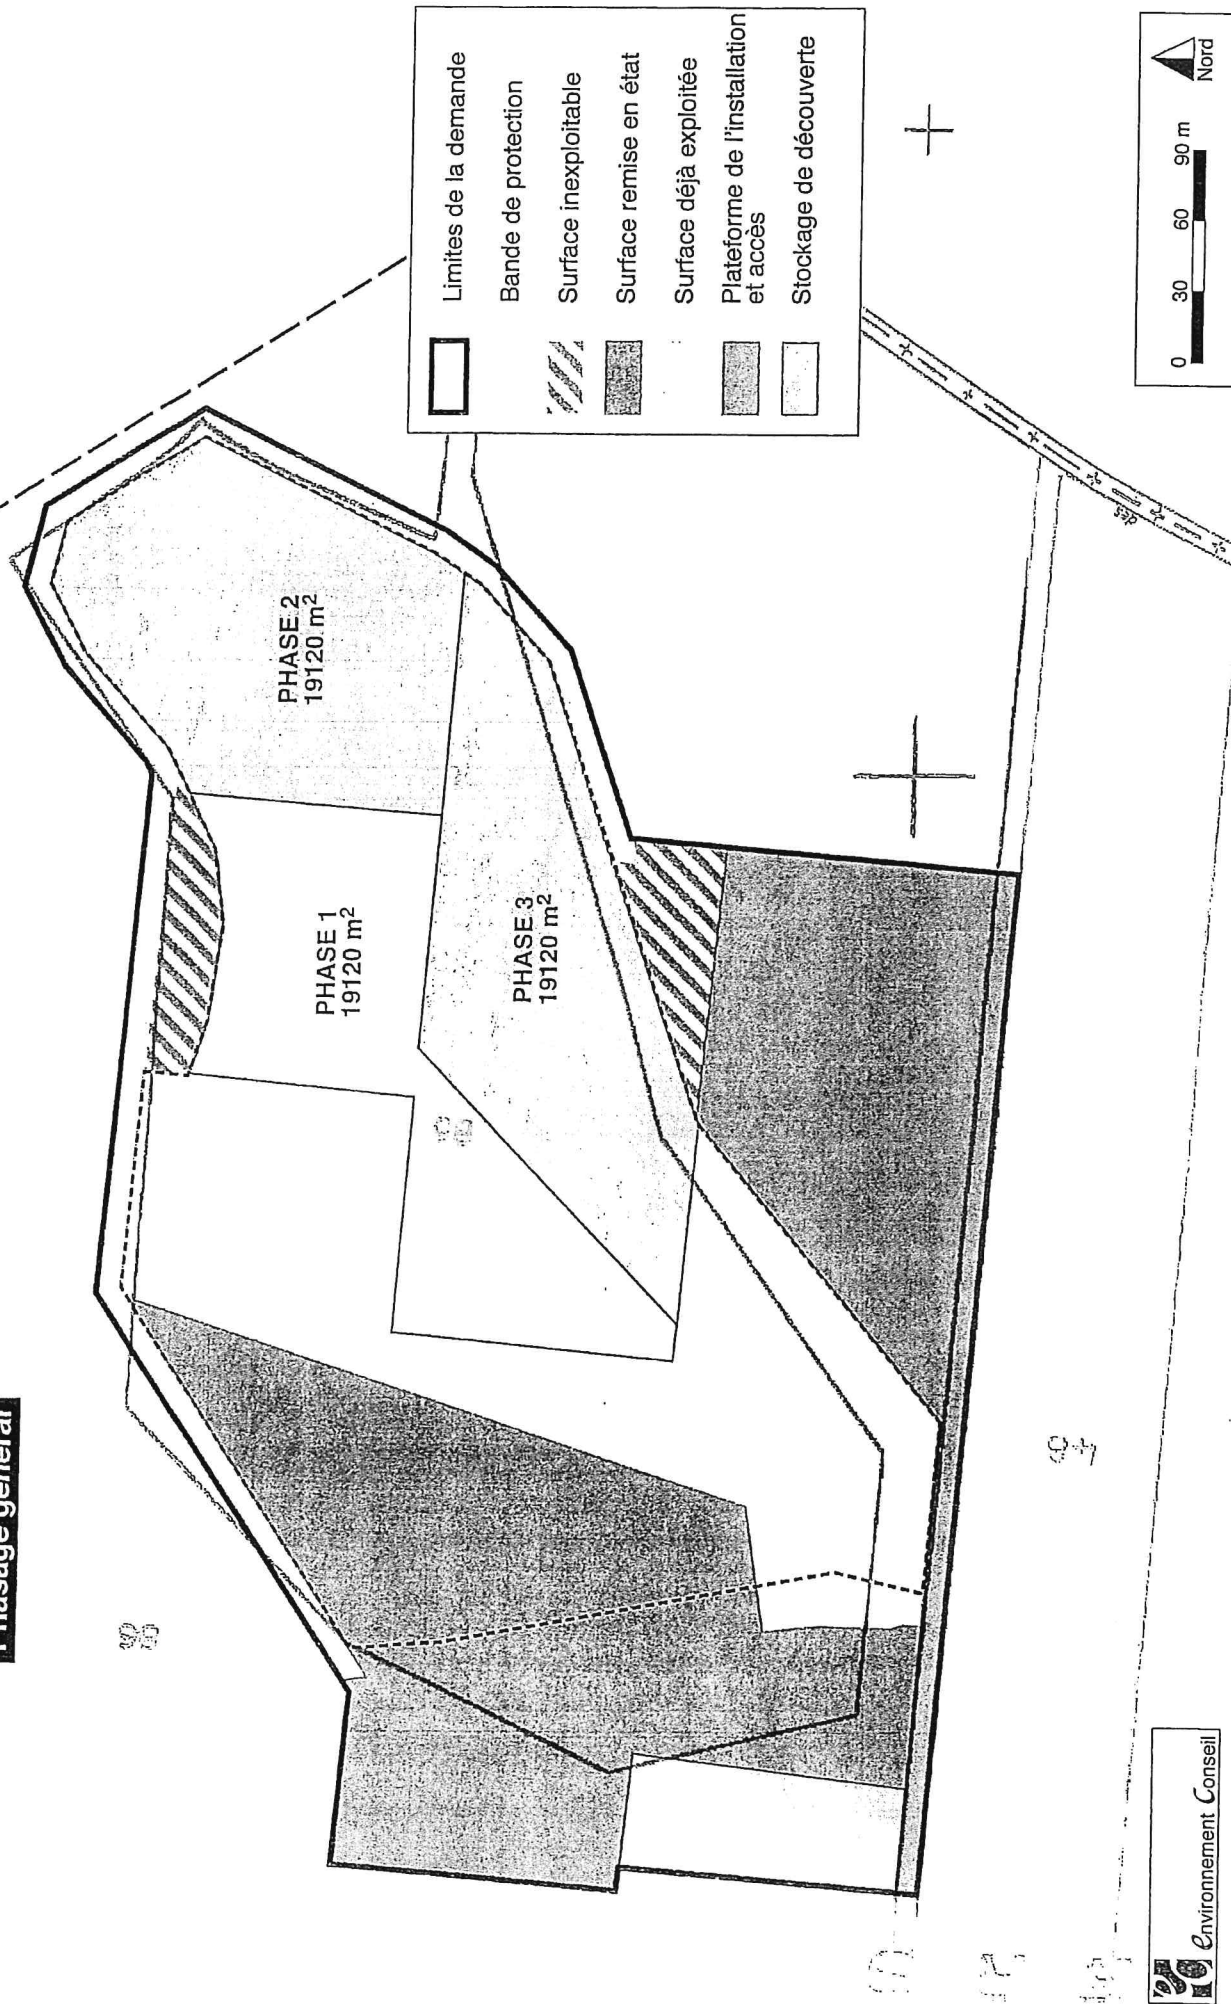 Phasage général
PHASE 1
19120 m²
PHASE 2
19120 m²
PHASE 3
19120 m²
Limites de la demande
Bande de protection
Surface inexploitable
Surface remise en état
Surface déjà exploitée
Plateforme de l'installation
et accès
Stockage de découverte
des
0 30 60 90 m
Nord
Environnement Conseil